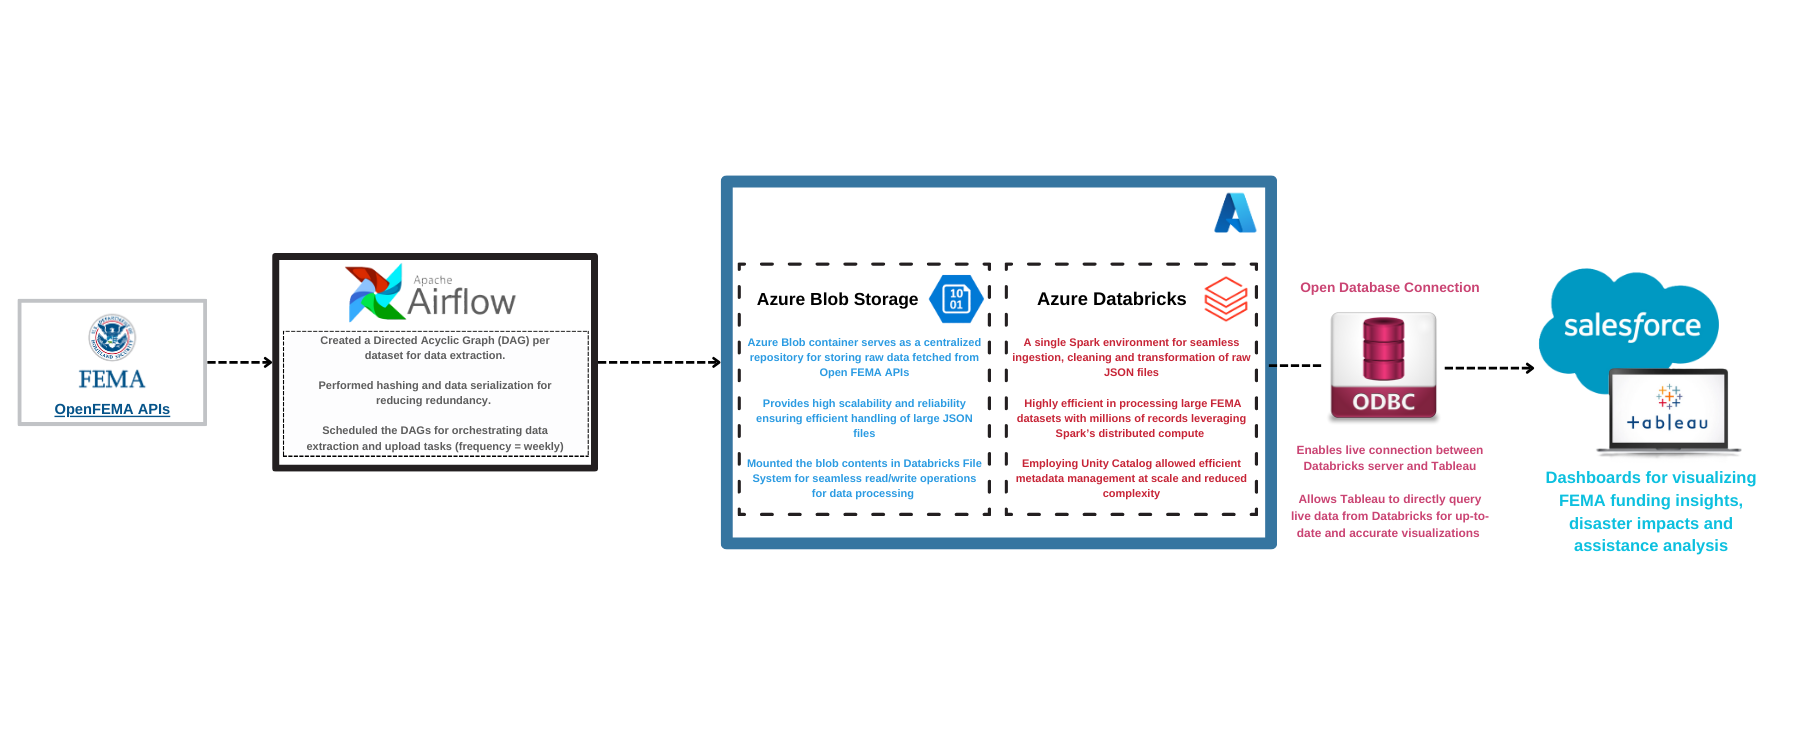 U.S. DEPARTMENT OF
HOMELAND SECURITY
FEMA
OpenFEMA APIs
Apache
Airflow
Created a Directed Acyclic Graph (DAG) per
dataset for data extraction.
Performed hashing and data serialization for
reducing redundancy.
Scheduled the DAGs for orchestrating data
extraction and upload tasks (frequency = weekly)
Azure Blob Storage
10
01
Azure Blob container serves as a centralized
repository for storing raw data fetched from
Open FEMA APIs
Provides high scalability and reliability
ensuring efficient handling of large JSON
files
Mounted the blob contents in Databricks File
System for seamless read/write operations
for data processing
Azure Databricks
A single Spark environment for seamless
ingestion, cleaning and transformation of raw
JSON files
Highly efficient in processing large FEMA
datasets with millions of records leveraging
Spark's distributed compute
Employing Unity Catalog allowed efficient
metadata management at scale and reduced
complexity
Open Database Connection
ODBC
Enables live connection between
Databricks server and Tableau
Allows Tableau to directly query
live data from Databricks for up-to-
date and accurate visualizations
salesforce
+ableau
Dashboards for visualizing
FEMA funding insights,
disaster impacts and
assistance analysis